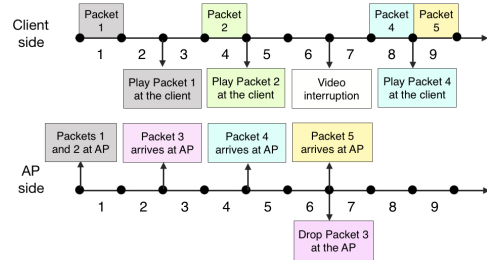 Client
side
Packet
1
Packet
2
Packet
4
Packet
5
1 2 3 4 5 6 7 8 9
Play Packet 1
at the client
Play Packet 2
at the client
Video
interruption
Play Packet 4
at the client
Packets 1
and 2 at AP
Packet 3
arrives at AP
Packet 4
arrives at AP
Packet 5
arrives at AP
AP
side
1 2 3 4 5 6 7 8 9
Drop Packet 3
at the AP